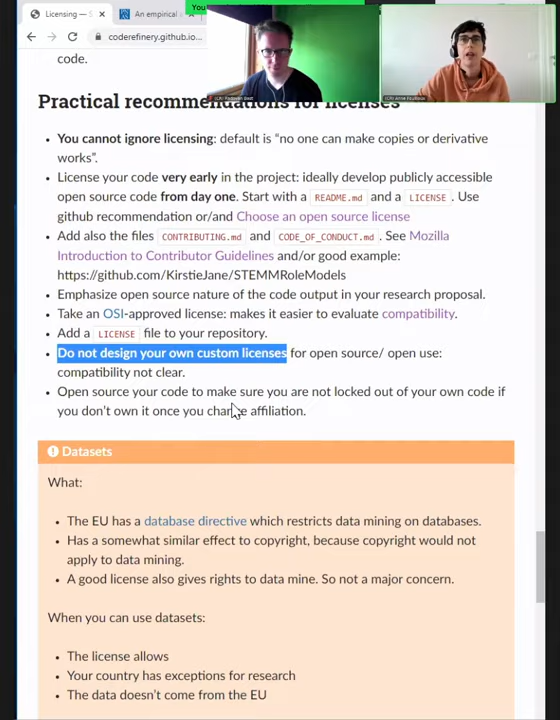 Licensing — S
An empirical
You
coderefinery.github.io...
code.
Practical recommendations for licenses
• You cannot ignore licensing: default is “no one can make copies or derivative
works”.
• License your code very early in the project: ideally develop publicly accessible
open source code from day one. Start with a README.md and a LICENSE. Use
github recommendation or/and Choose an open source license
• Add also the files CONTRIBUTING.md and CODE_OF_CONDUCT.md. See Mozilla
Introduction to Contributor Guidelines and/or good example:
https://github.com/KirstieJane/STEMMRoleModels
• Emphasize open source nature of the code output in your research proposal.
• Take an OSI-approved license: makes it easier to evaluate compatibility.
• Add a LICENSE file to your repository.
• Do not design your own custom licenses for open source/ open use:
compatibility not clear.
• Open source your code to make sure you are not locked out of your own code if
you don’t own it once you change affiliation.
Datasets
What:
• The EU has a database directive which restricts data mining on databases.
• Has a somewhat similar effect to copyright, because copyright would not
apply to data mining.
• A good license also gives rights to data mine. So not a major concern.
When you can use datasets:
• The license allows
• Your country has exceptions for research
• The data doesn’t come from the EU